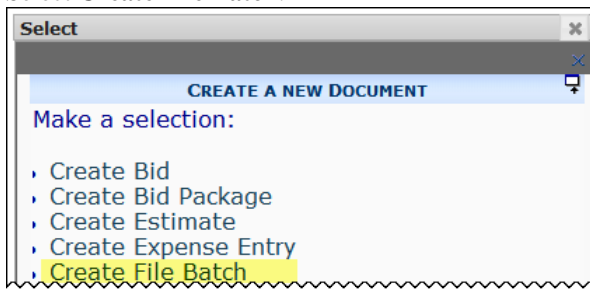 Select
CREATE A NEW DOCUMENT
Make a selection:
Create Bid
Create Bid Package
Create Estimate
Create Expense Entry
Create File Batch